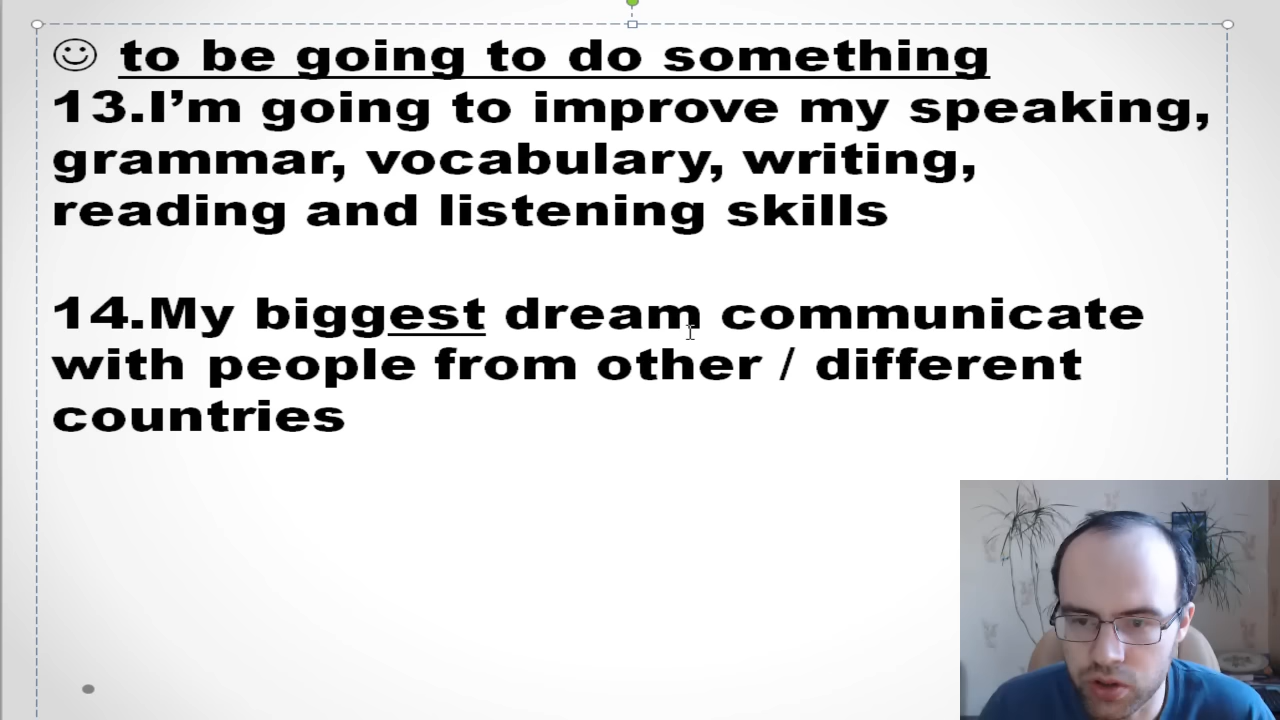 ☺ to be going to do something
13.I’m going to improve my speaking,
grammar, vocabulary, writing,
reading and listening skills
14.My biggest dream communicate
with people from other / different
countries